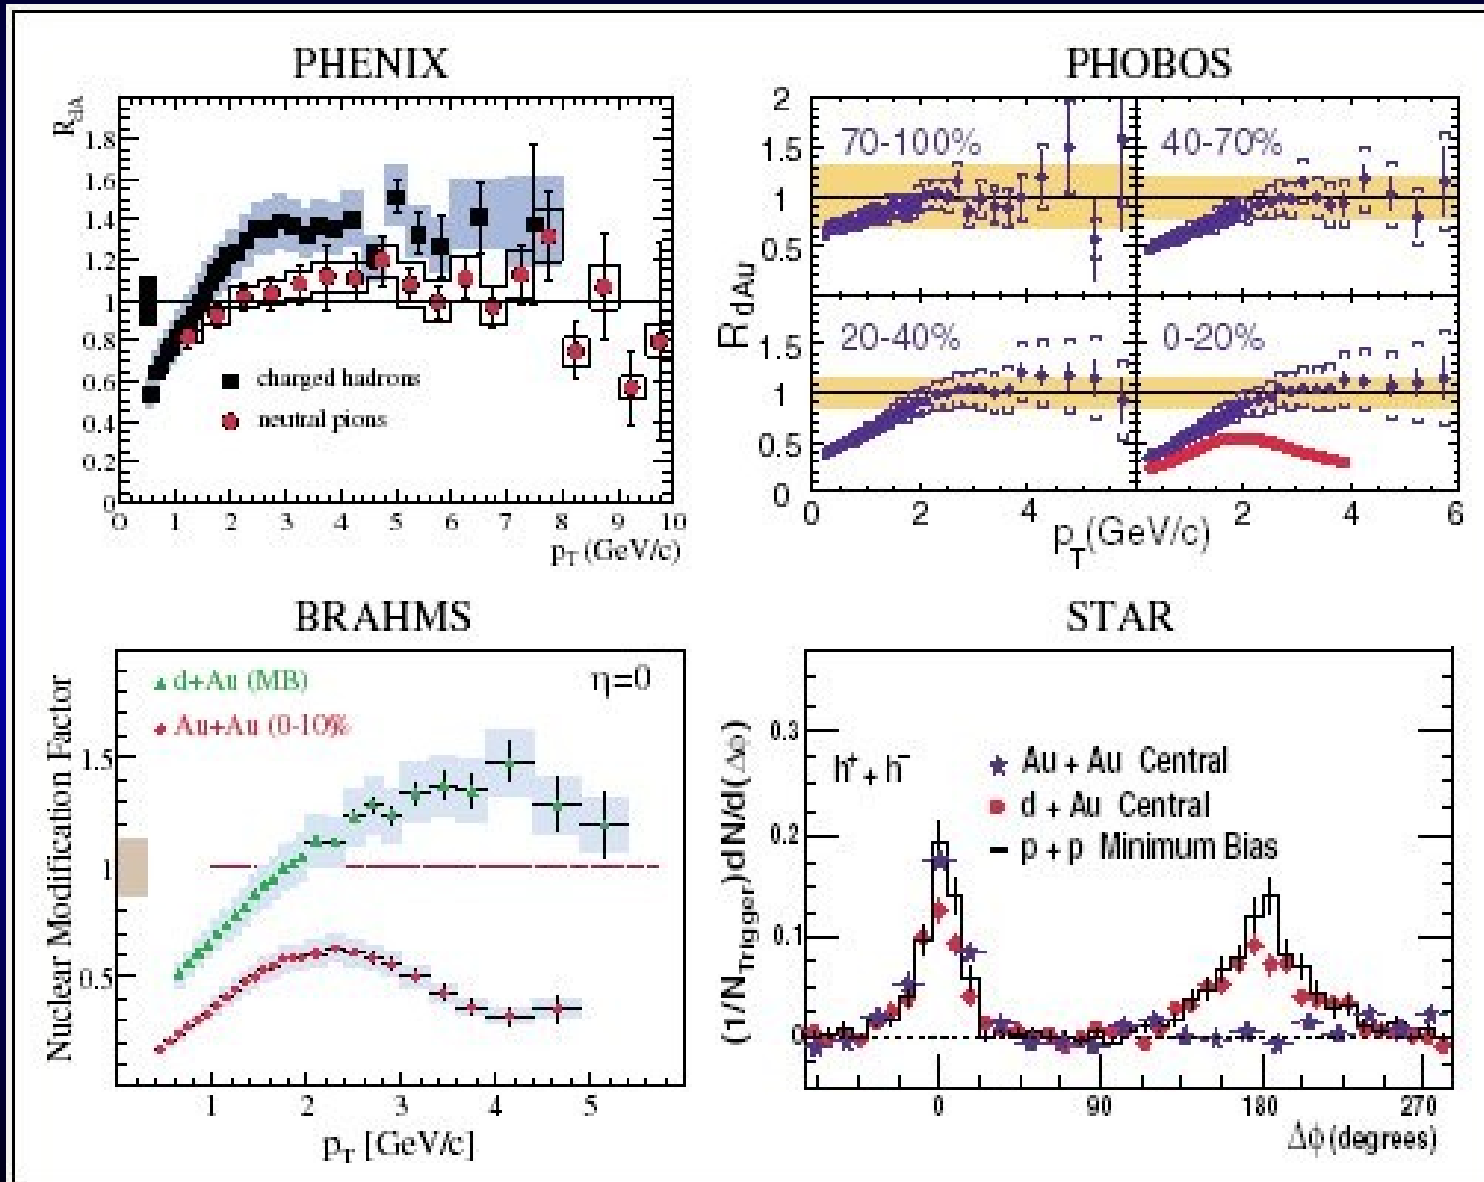 PHENIX
R_dA
1.8
1.6
1.4
1.2
1
0.8
0.6
0.4
0.2
0
charged hadrons
neutral pions
0 1 2 3 4 5 6 7 8 9 10
p_T (GeV/c)
PHOBOS
R_dAu
2
1.5
1
0.5
1.5
1
0.5
0
70-100%
40-70%
20-40%
0-20%
0 2 4 2 4 6
p_T (GeV/c)
BRAHMS
Nuclear Modification Factor
1.5
1
0.5
d+Au (MB)
Au+Au (0-10%
η=0
1 2 3 4 5
p_T [GeV/c]
STAR
(1/N_Trigger) dN/d(Δϕ)
0.3
0.2
0.1
0
h⁺ + h⁻
Au + Au Central
d + Au Central
p + p Minimum Bias
0 90 180 270
Δϕ (degrees)